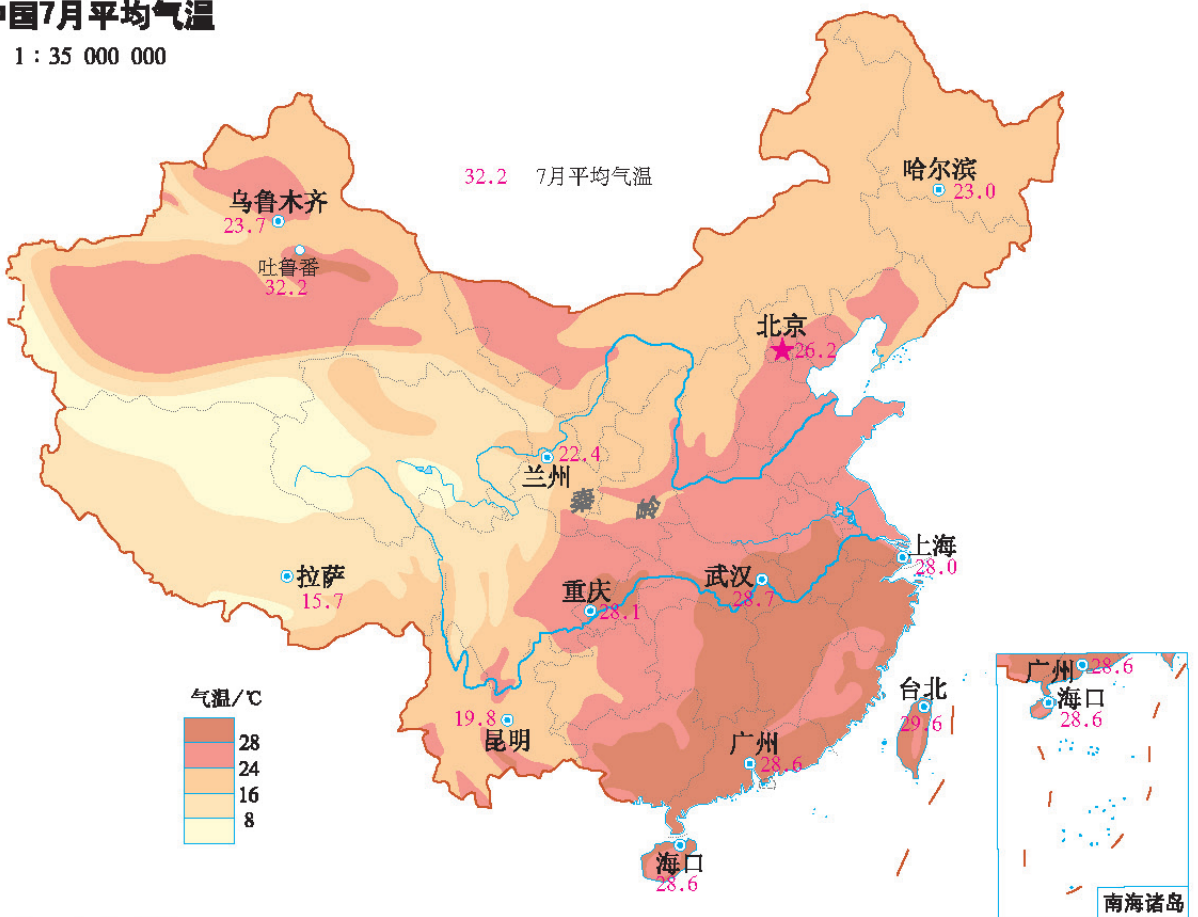 中国7月平均气温
1：35 000 000
32.2 7月平均气温
哈尔滨
23.0
乌鲁木齐
23.7
吐鲁番
32.2
北京
26.2
22.4
兰州
秦岭
上海
28.0
拉萨
15.7
武汉
28.7
重庆
28.1
气温/℃
28
24
16
8
19.8
昆明
广州
28.6
台北
29.6
海口
28.6
广州
28.6
海口
28.6
南海诸岛